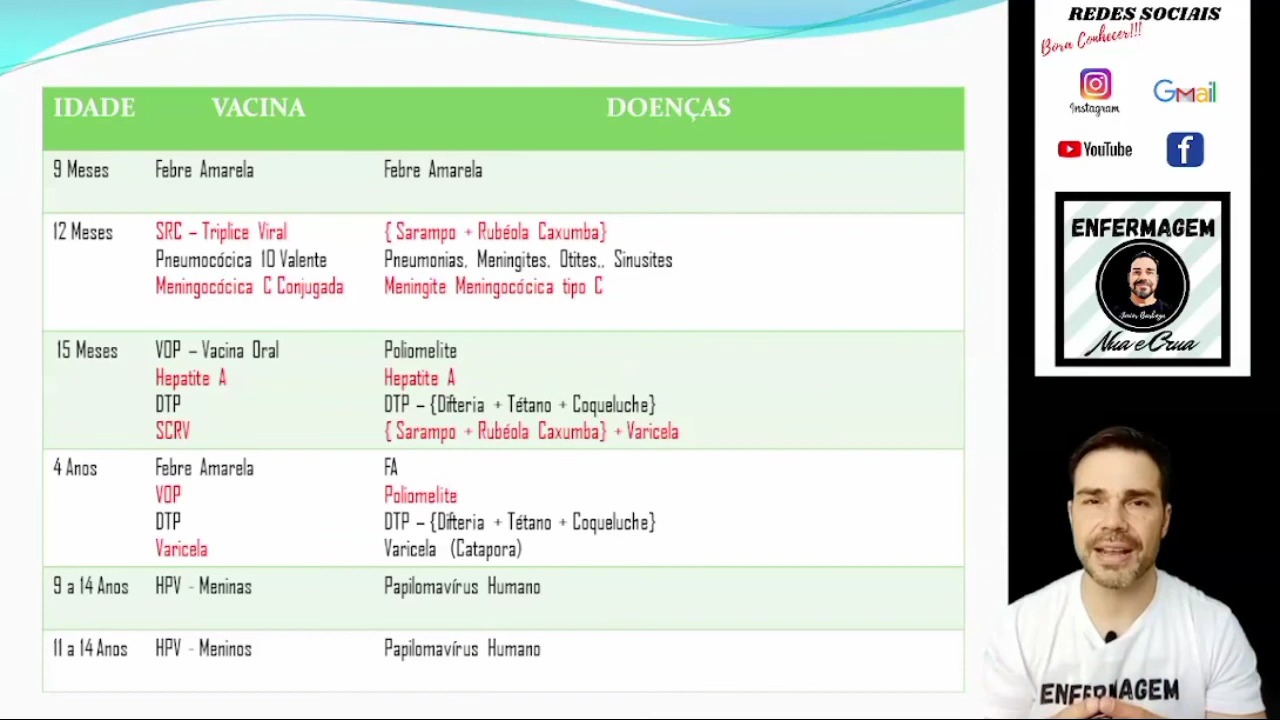 IDADE VACINA DOENÇAS
9 Meses Febre Amarela Febre Amarela
12 Meses SRC – Triplice Viral { Sarampo + Rubéola Caxumba}
Pneumocócica 10 Valente Pneumonias, Meningites, Otites,, Sinusites
Meningocócica C Conjugada Meningite Meningocócica tipo C
15 Meses VOP – Vacina Oral Poliomelite
Hepatite A Hepatite A
DTP DTP – {Difteria + Tétano + Coqueluche}
SCRV { Sarampo + Rubéola Caxumba} + Varicela
4 Anos Febre Amarela FA
VOP Poliomelite
DTP DTP – {Difteria + Tétano + Coqueluche}
Varicela Varicela (Catapora)
9 a 14 Anos HPV - Meninas Papilomavírus Humano
11 a 14 Anos HPV - Meninos Papilomavírus Humano
REDES SOCIAIS
Bora Conhecer!!!
Instagram Gmail
YouTube f
ENFERMAGEM
Nua e Crua
ENFERMAGEM